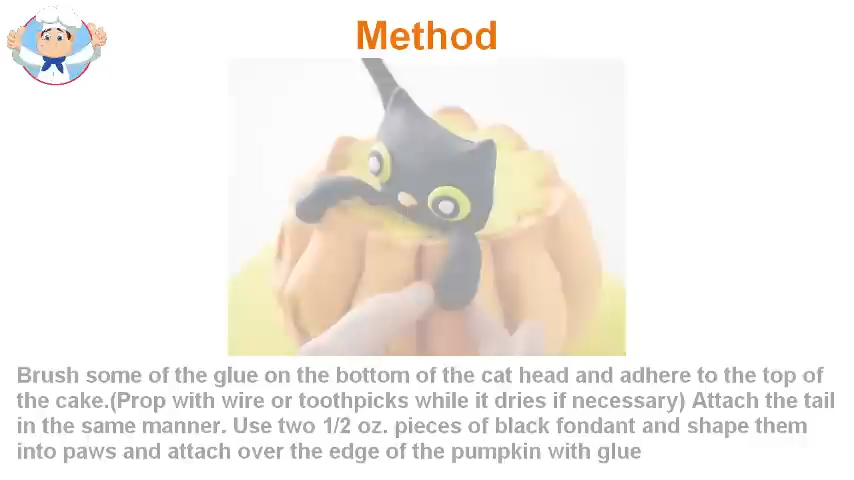 Method
Brush some of the glue on the bottom of the cat head and adhere to the top of
the cake.(Prop with wire or toothpicks while it dries if necessary) Attach the tail
in the same manner. Use two 1/2 oz. pieces of black fondant and shape them
into paws and attach over the edge of the pumpkin with glue